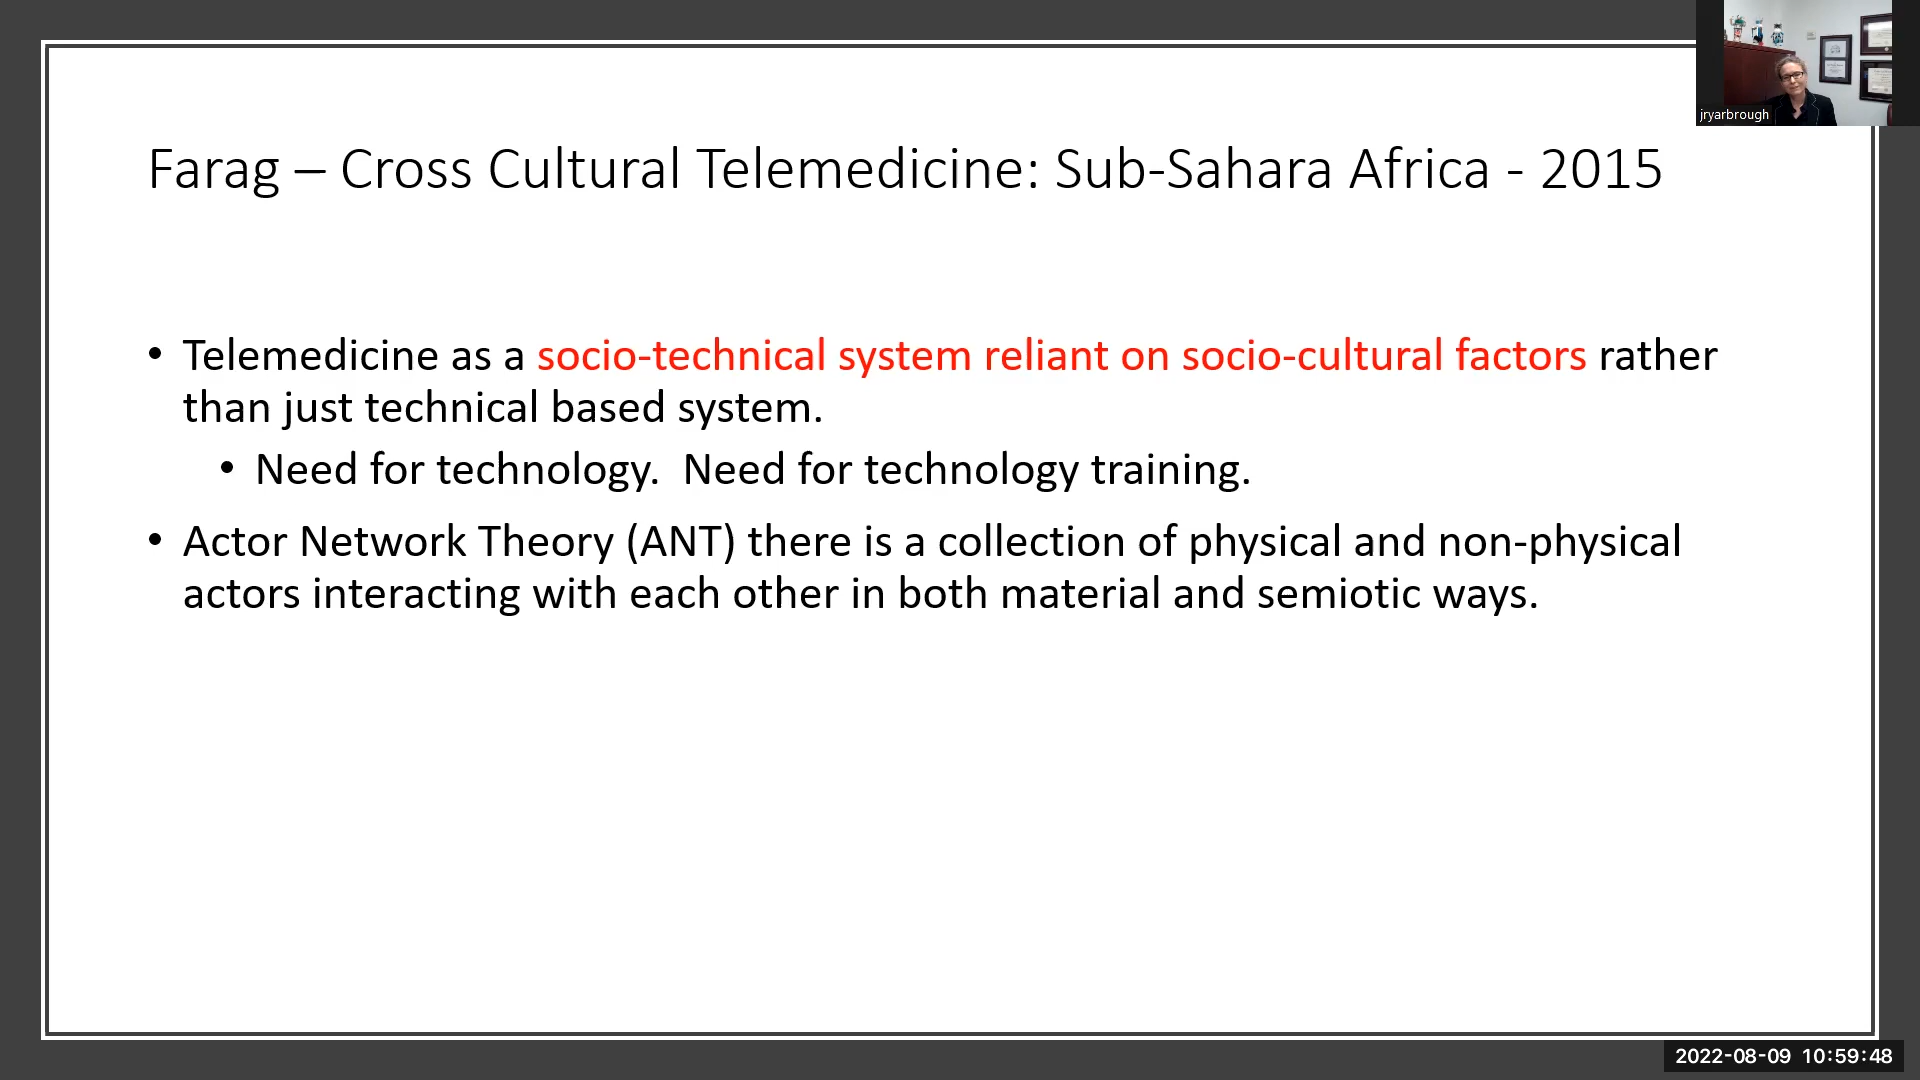 jryarbrough
Farag – Cross Cultural Telemedicine: Sub-Sahara Africa - 2015
• Telemedicine as a socio-technical system reliant on socio-cultural factors rather
than just technical based system.
• Need for technology.  Need for technology training.
• Actor Network Theory (ANT) there is a collection of physical and non-physical
actors interacting with each other in both material and semiotic ways.
2022-08-09 10:59:48